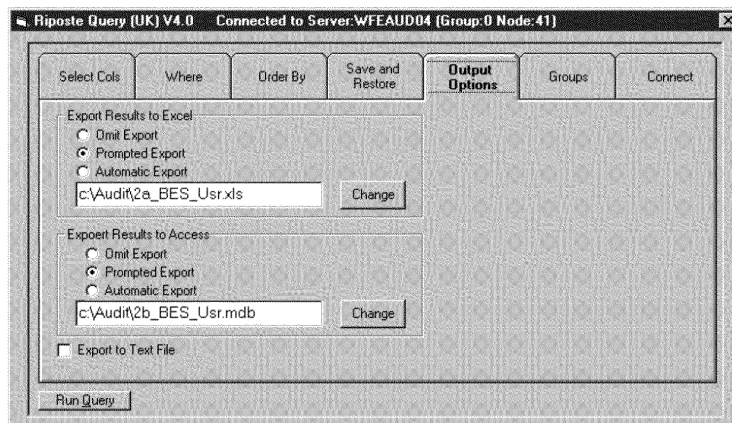 Riposte Query (UK) V4.0 Connected to Server:WFEAUD04 (Group:0 Node:41)
Select Cols Where Order By Save and Restore Output Options Groups Connect
Export Results to Excel
Omit Export
Prompted Export
Automatic Export
c:\Audit\2a_BES_Usr.xls Change
Expoert Results to Access
Omit Export
Prompted Export
Automatic Export
c:\Audit\2b_BES_Usr.mdb Change
Export to Text File
Run Query